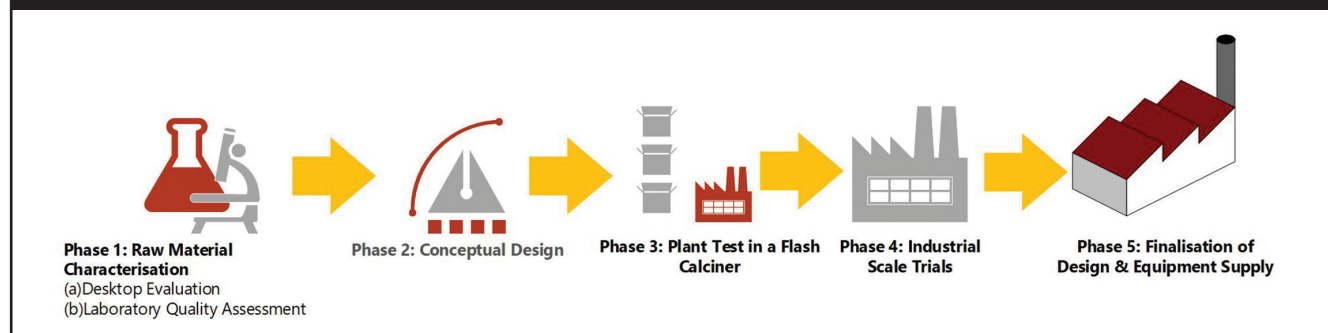 Phase 1: Raw Material
Characterisation
(a)Desktop Evaluation
(b)Laboratory Quality Assessment
Phase 2: Conceptual Design
Phase 3: Plant Test in a Flash
Calciner
Phase 4: Industrial
Scale Trials
Phase 5: Finalisation of
Design & Equipment Supply